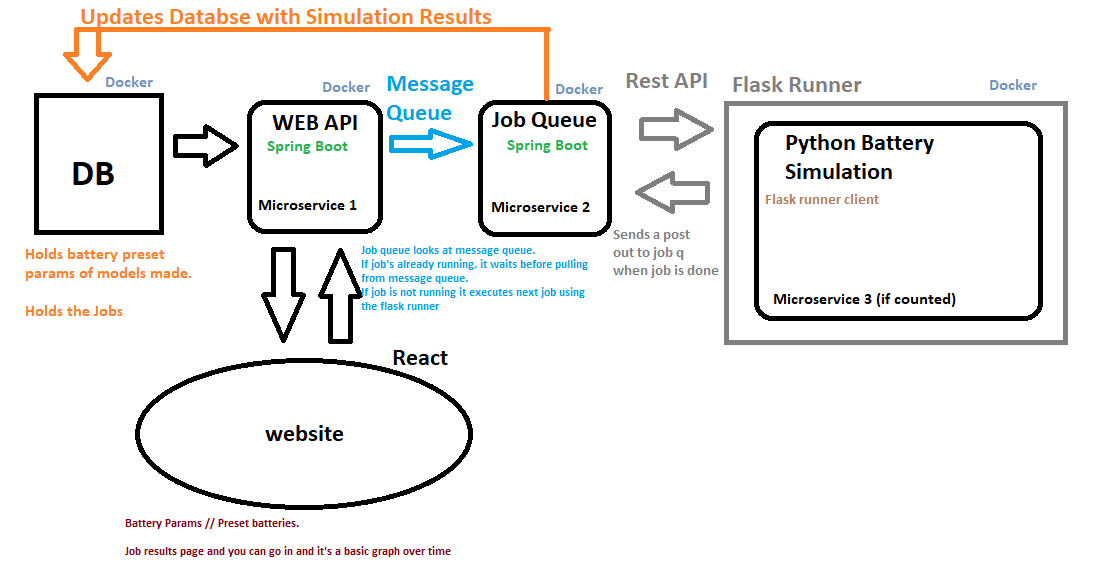 Updates Databse with Simulation Results
Docker
DB
Holds battery preset
params of models made.
Holds the Jobs
Docker
WEB API
Spring Boot
Microservice 1
Message
Queue
Docker
Job Queue
Spring Boot
Microservice 2
Job queue looks at message queue.
If job's already running, it waits before pulling
from message queue.
If job is not running it executes next job using
the flask runner
Rest API
Sends a post
out to job q
when job is done
Flask Runner
Docker
Python Battery
Simulation
Flask runner client
Microservice 3 (if counted)
React
website
Battery Params // Preset batteries.
Job results page and you can go in and it's a basic graph over time